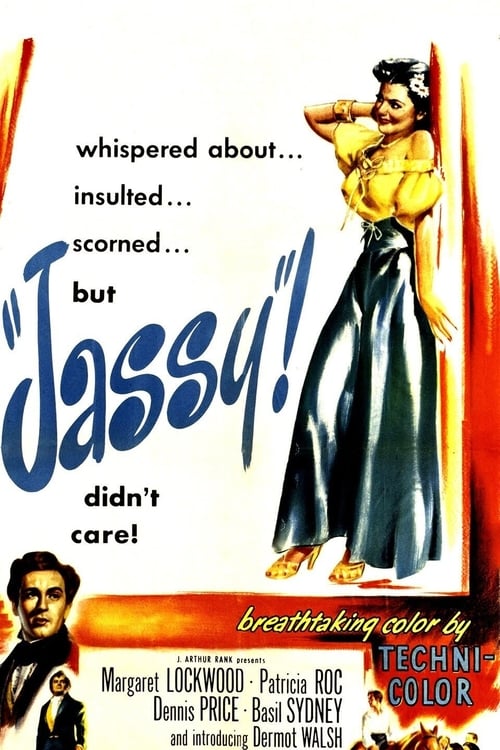 whispered about...
insulted...
scorned...
but
"Jassy"!
didn't
care!
breathtaking color by
TECHNI-
COLOR
J. ARTHUR RANK presents
Margaret LOCKWOOD · Patricia ROC
Dennis PRICE · Basil SYDNEY
and introducing Dermot WALSH